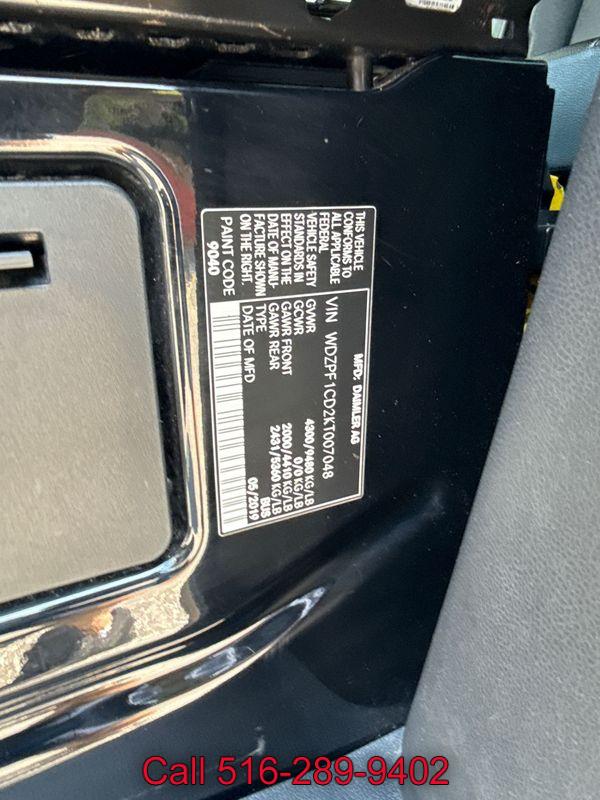 MFD: DAIMLER AG
VIN WDZPF1CD2KT007048
GVWR 4300/9480 KG/LB
GCWR 0/0 KG/LB
GAWR FRONT 2000/4410 KG/LB
GAWR REAR 2431/5360 KG/LB
TYPE BUS
DATE OF MFD 05/2019
THIS VEHICLE
CONFORMS TO
ALL APPLICABLE
FEDERAL
VEHICLE SAFETY
STANDARDS IN
EFFECT ON THE
DATE OF MANU-
FACTURE SHOWN
ON THE RIGHT.
PAINT CODE
9040
Call 516-289-9402